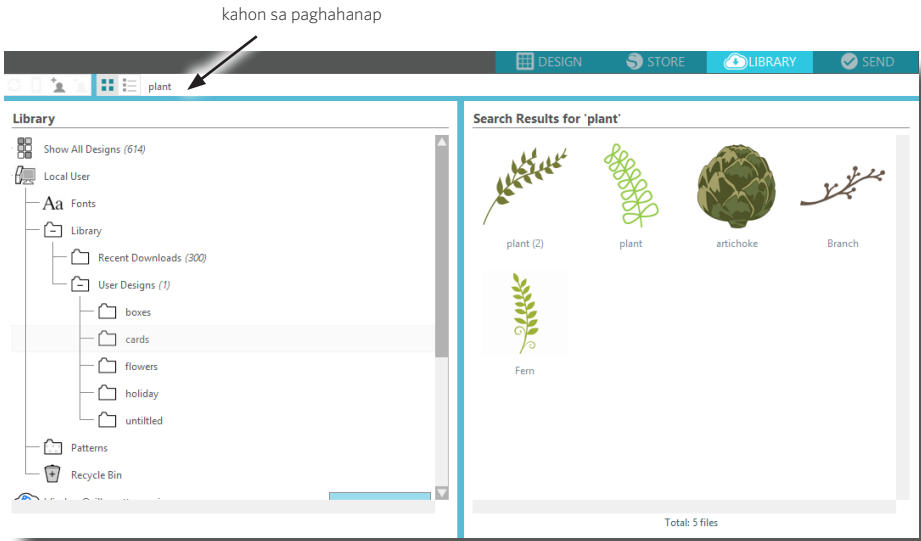 kahon sa paghahanap
DESIGN STORE LIBRARY SEND
plant
Library
Show All Designs (614)
Local User
Aa Fonts
Library
Recent Downloads (300)
User Designs (1)
boxes
cards
flowers
holiday
untiltled
Patterns
Recycle Bin
Search Results for 'plant'
plant (2) plant artichoke Branch
Fern
Total: 5 files